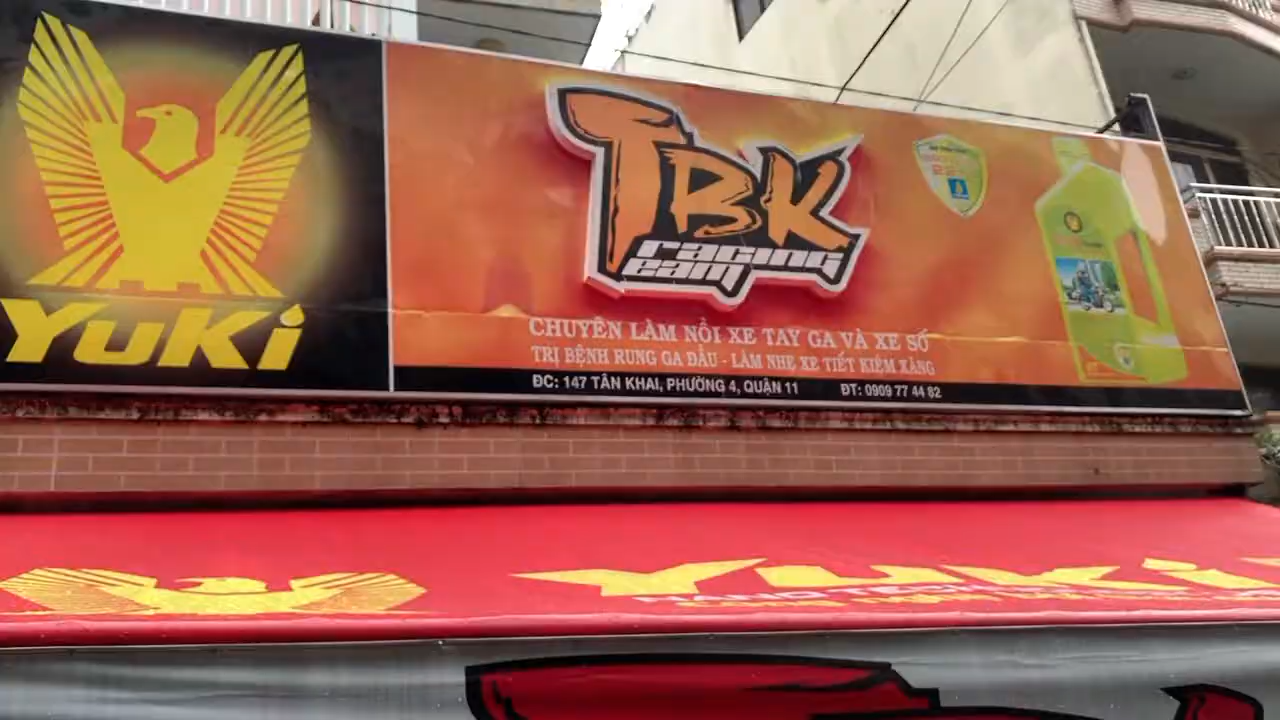 YuKi
TBK
racing
team
CHUYÊN LÀM NỒI XE TAY GA VÀ XE SỐ
TRỊ BỆNH RUNG GA ĐẦU - LÀM NHẸ XE TIẾT KIỆM XĂNG
ĐC: 147 TÂN KHAI, PHƯỜNG 4, QUẬN 11 ĐT: 0909 77 44 82
YUKI